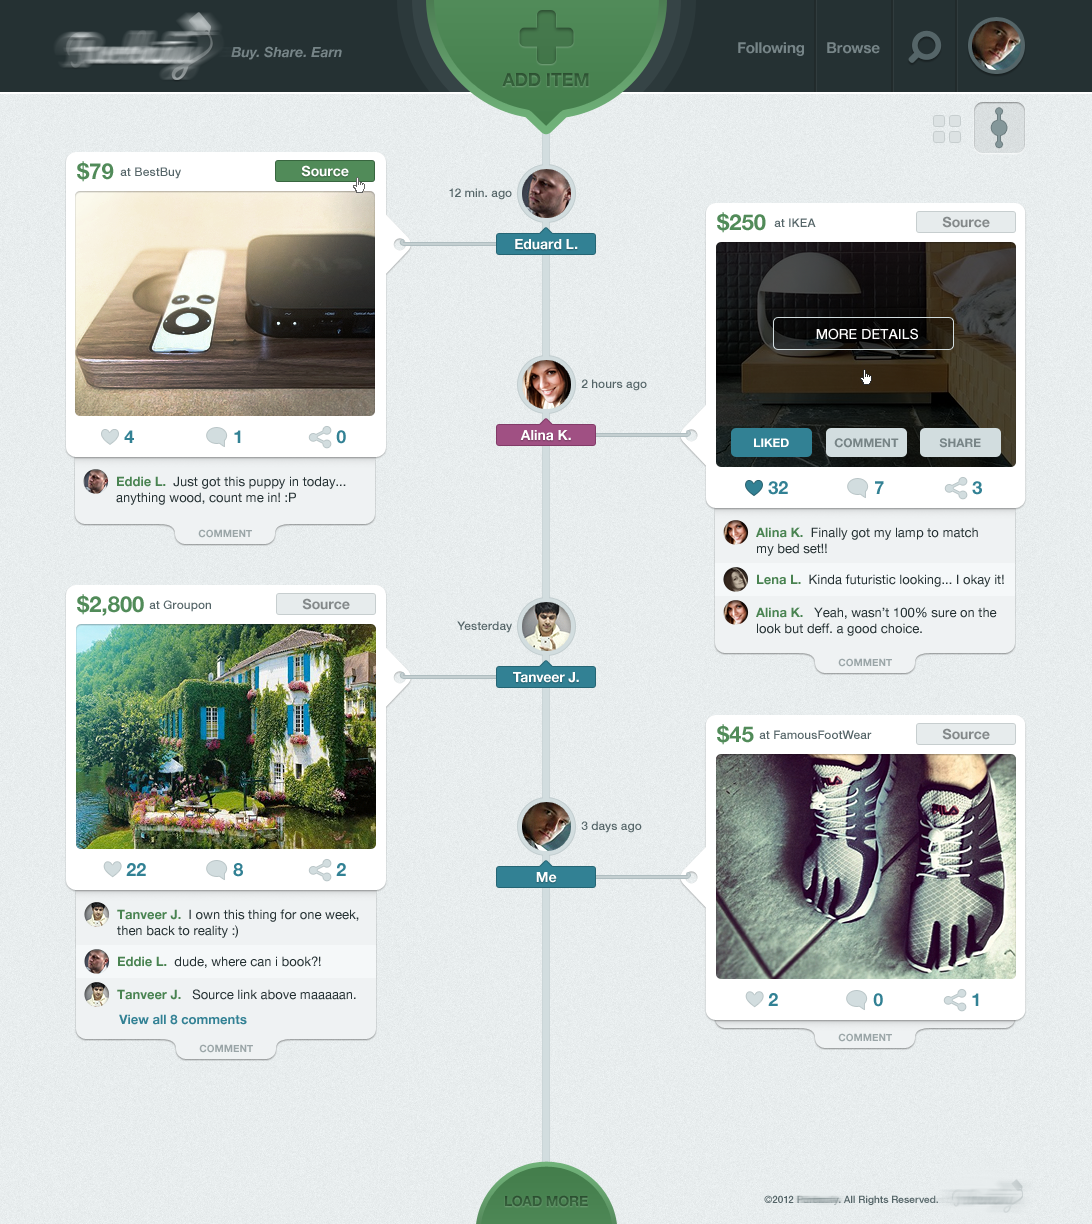 Buy. Share. Earn
ADD ITEM
Following
Browse
$79 at BestBuy
Source
4
1
0
Eddie L. Just got this puppy in today...
anything wood, count me in! :P
COMMENT
12 min. ago
Eduard L.
$250 at IKEA
Source
MORE DETAILS
LIKED
COMMENT
SHARE
32
7
3
Alina K. Finally got my lamp to match
my bed set!!
Lena L. Kinda futuristic looking... I okay it!
Alina K. Yeah, wasn't 100% sure on the
look but deff. a good choice.
COMMENT
2 hours ago
Alina K.
$2,800 at Groupon
Source
22
8
2
Tanveer J. I own this thing for one week,
then back to reality :)
Eddie L. dude, where can i book?!
Tanveer J. Source link above maaaaan.
View all 8 comments
COMMENT
Yesterday
Tanveer J.
$45 at FamousFootWear
Source
FILA
2
0
1
COMMENT
3 days ago
Me
LOAD MORE
©2012
. All Rights Reserved.